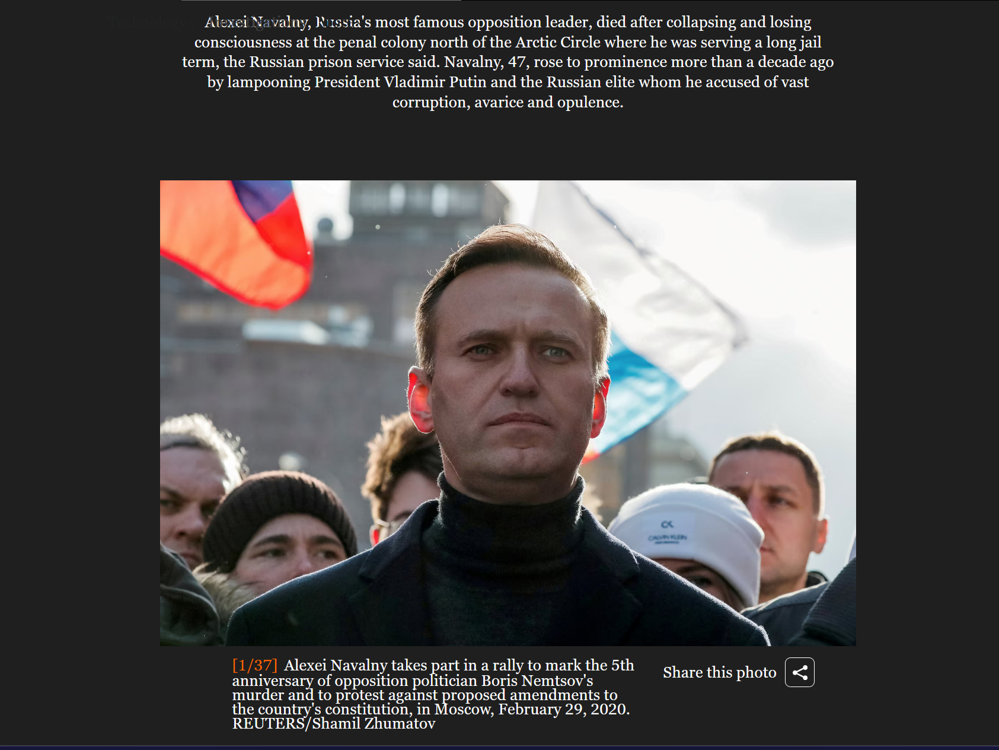 Technology
Investigations
Alexei Navalny, Russia's most famous opposition leader, died after collapsing and losing
consciousness at the penal colony north of the Arctic Circle where he was serving a long jail
term, the Russian prison service said. Navalny, 47, rose to prominence more than a decade ago
by lampooning President Vladimir Putin and the Russian elite whom he accused of vast
corruption, avarice and opulence.
CK
CALVIN KLEIN
[1/37] Alexei Navalny takes part in a rally to mark the 5th
anniversary of opposition politician Boris Nemtsov's
murder and to protest against proposed amendments to
the country's constitution, in Moscow, February 29, 2020.
REUTERS/Shamil Zhumatov
Share this photo